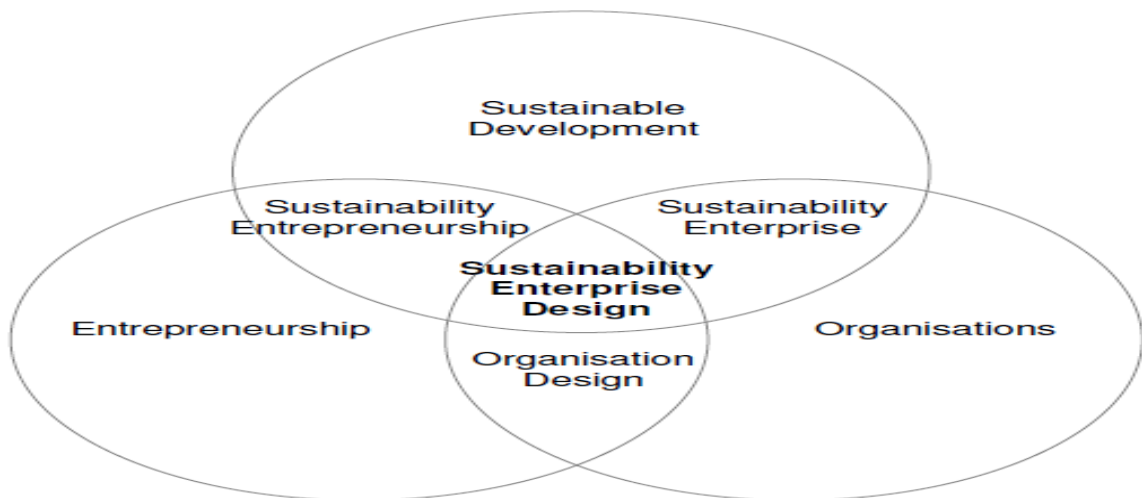 Sustainable
Development
Sustainability
Entrepreneurship
Sustainability
Enterprise
Sustainability
Enterprise
Design
Entrepreneurship
Organisations
Organisation
Design